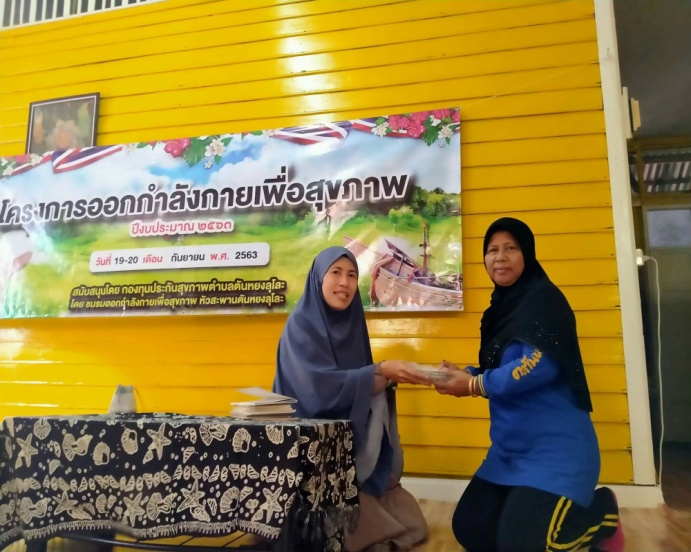 โครงการออกกำลังกายเพื่อสุขภาพ
ปีงบประมาณ ๒๕๖๓
วันที่ 19-20 เดือน กันยายน พ.ศ. 2563
สนับสนุนโดย กองทุนประกันสุขภาพตำบลตันหยงลุโละ
โดย ชมรมออกกำลังกายเพื่อสุขภาพ หัวสะพานตันหยงลุโละ